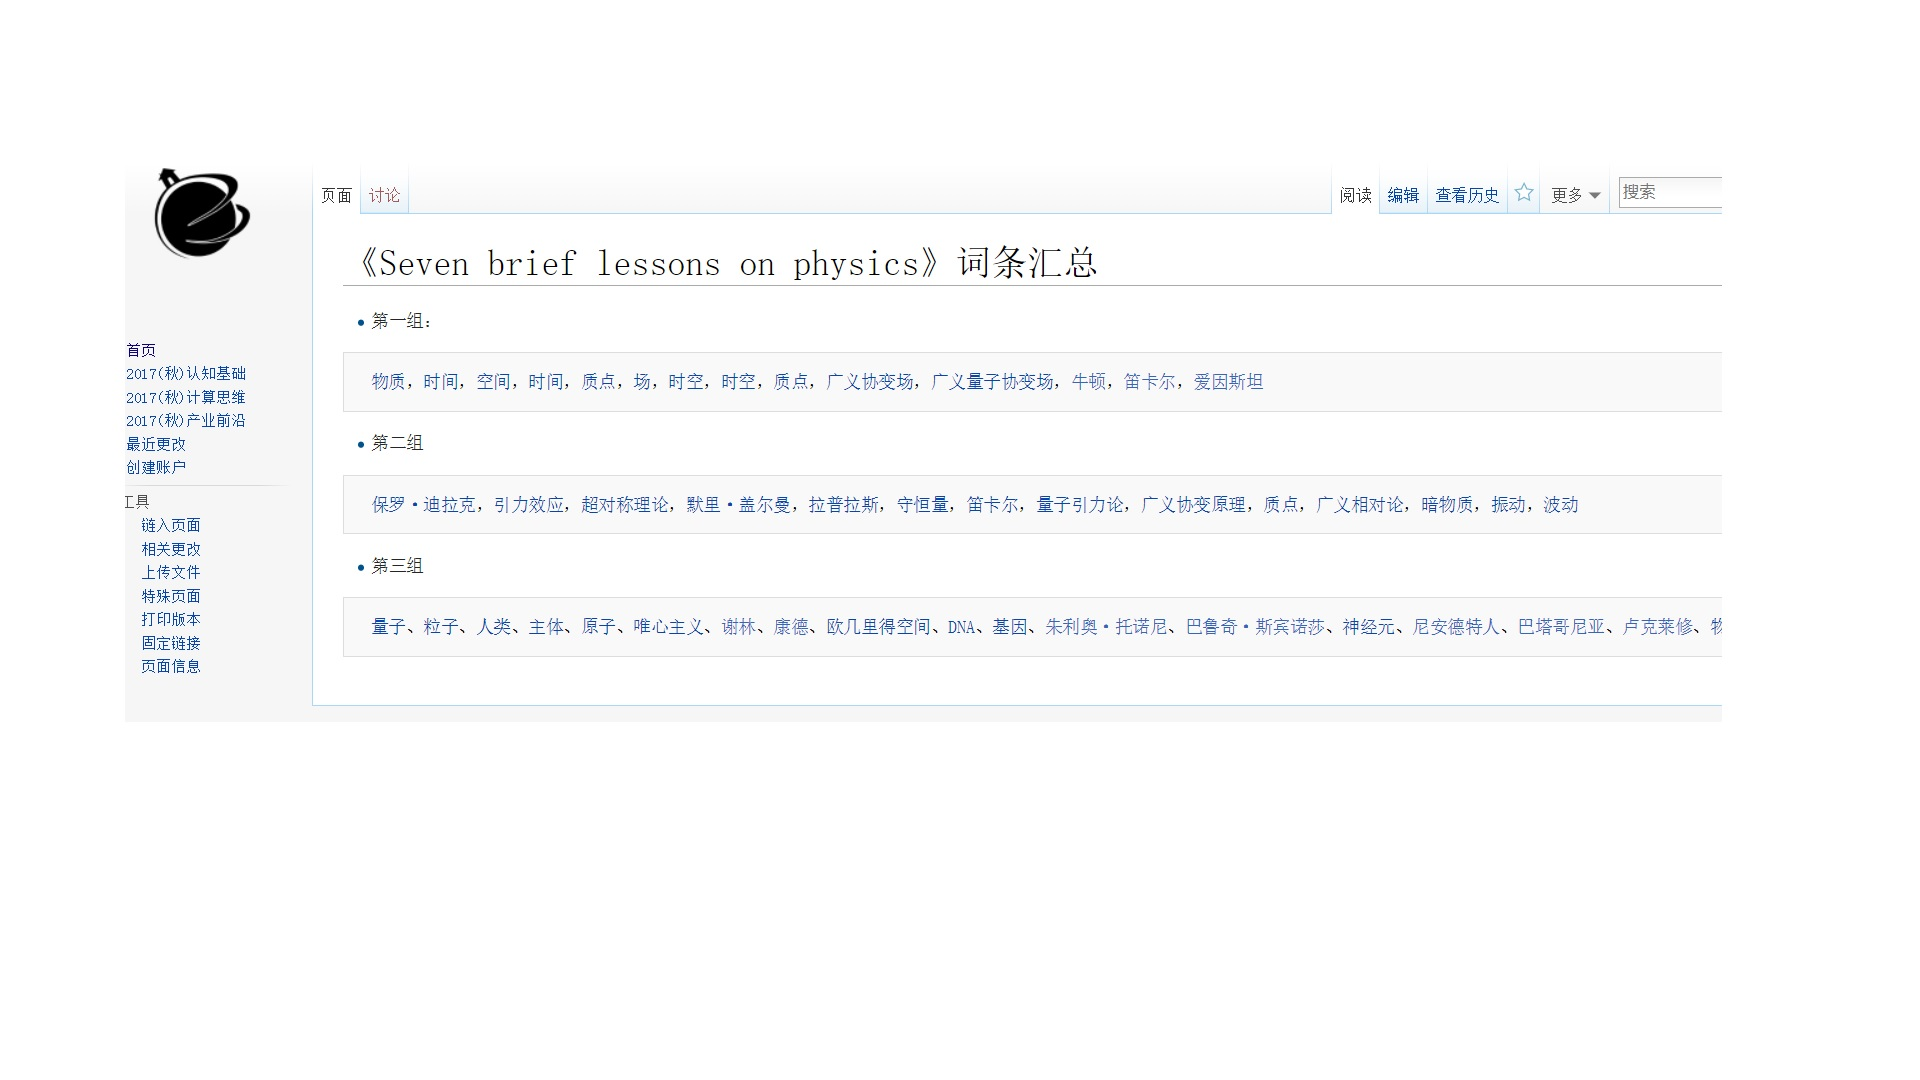 页面 讨论 阅读 编辑 查看历史 更多 搜索
《Seven brief lessons on physics》词条汇总
第一组：
物质，时间，空间，时间，质点，场，时空，时空，质点，广义协变场，广义量子协变场，牛顿，笛卡尔，爱因斯坦
第二组
保罗·迪拉克，引力效应，超对称理论，默里·盖尔曼，拉普拉斯，守恒量，笛卡尔，量子引力论，广义协变原理，质点，广义相对论，暗物质，振动，波动
第三组
量子、粒子、人类、主体、原子、唯心主义、谢林、康德、欧几里得空间、DNA、基因、朱利奥·托诺尼、巴鲁奇·斯宾诺莎、神经元、尼安德特人、巴塔哥尼亚、卢克莱修、物
首页
2017(秋)认知基础
2017(秋)计算思维
2017(秋)产业前沿
最近更改
创建账户
工具
链入页面
相关更改
上传文件
特殊页面
打印版本
固定链接
页面信息